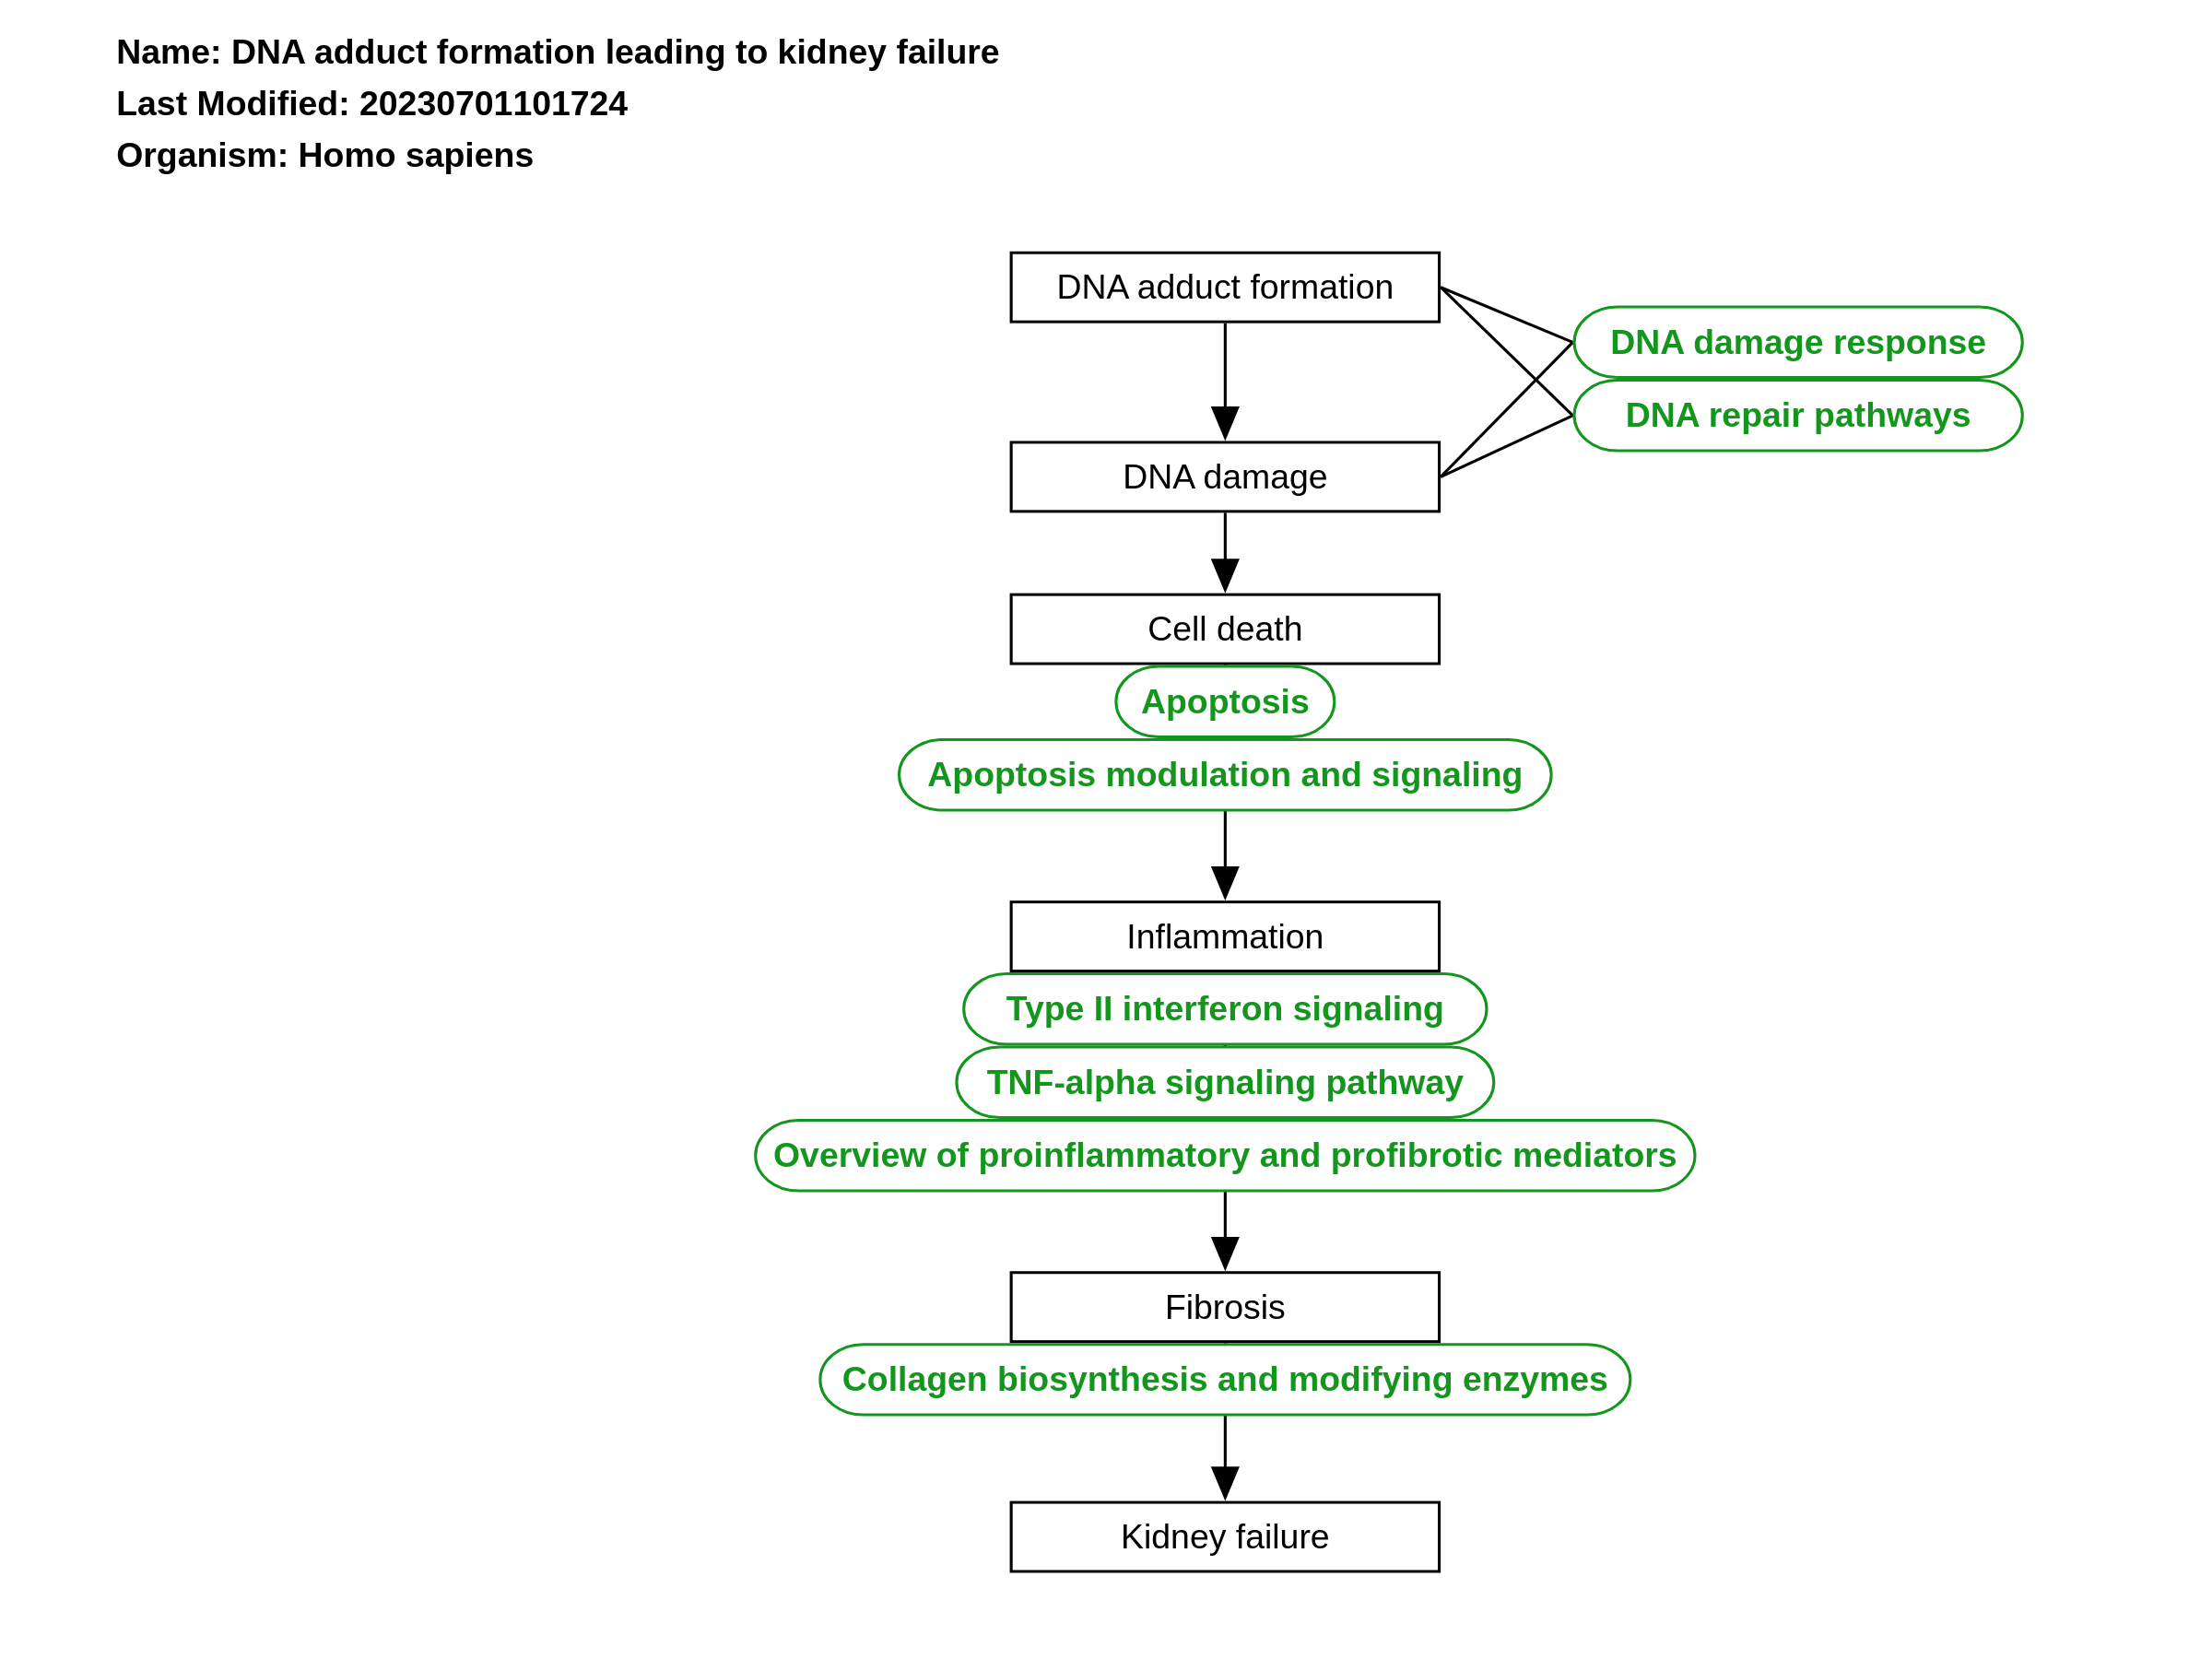 Name: DNA adduct formation leading to kidney failure
Last Modified: 20230701101724
Organism: Homo sapiens
DNA adduct formation
DNA damage response
DNA repair pathways
DNA damage
Cell death
Apoptosis
Apoptosis modulation and signaling
Inflammation
Type II interferon signaling
TNF-alpha signaling pathway
Overview of proinflammatory and profibrotic mediators
Fibrosis
Collagen biosynthesis and modifying enzymes
Kidney failure